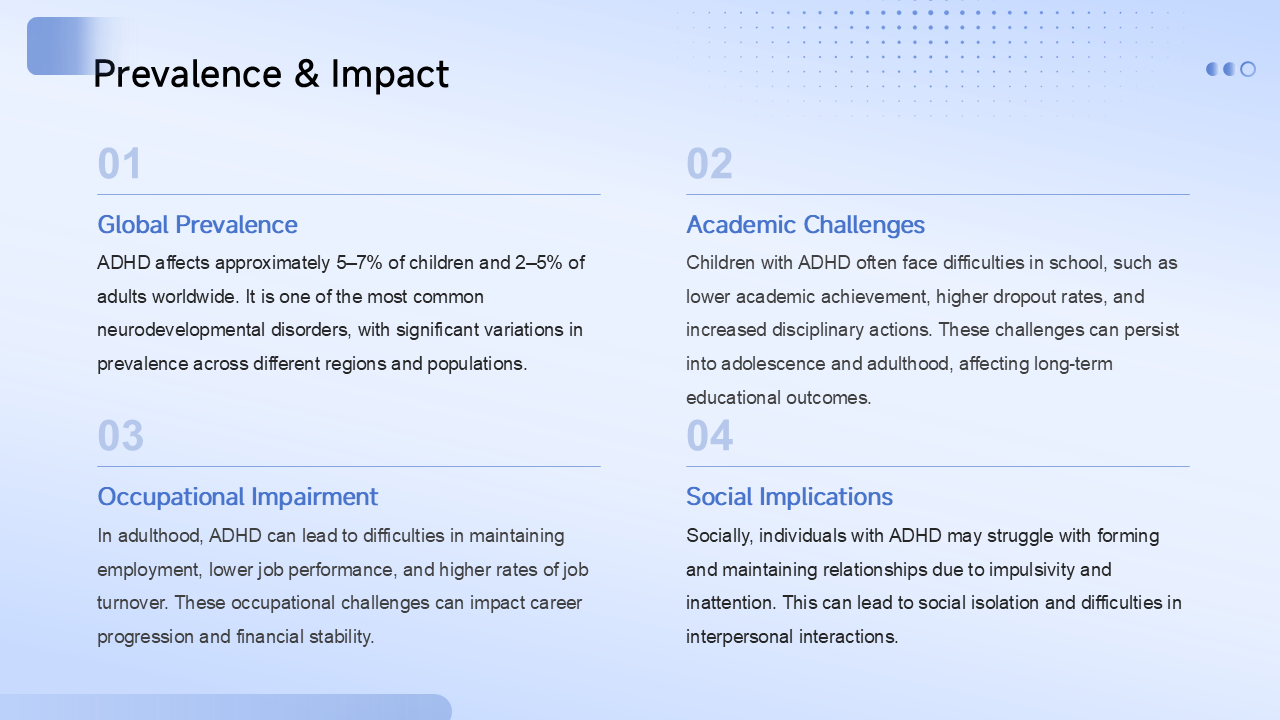 Prevalence & Impact
01
Global Prevalence
ADHD affects approximately 5–7% of children and 2–5% of
adults worldwide. It is one of the most common
neurodevelopmental disorders, with significant variations in
prevalence across different regions and populations.
02
Academic Challenges
Children with ADHD often face difficulties in school, such as
lower academic achievement, higher dropout rates, and
increased disciplinary actions. These challenges can persist
into adolescence and adulthood, affecting long-term
educational outcomes.
03
Occupational Impairment
In adulthood, ADHD can lead to difficulties in maintaining
employment, lower job performance, and higher rates of job
turnover. These occupational challenges can impact career
progression and financial stability.
04
Social Implications
Socially, individuals with ADHD may struggle with forming
and maintaining relationships due to impulsivity and
inattention. This can lead to social isolation and difficulties in
interpersonal interactions.